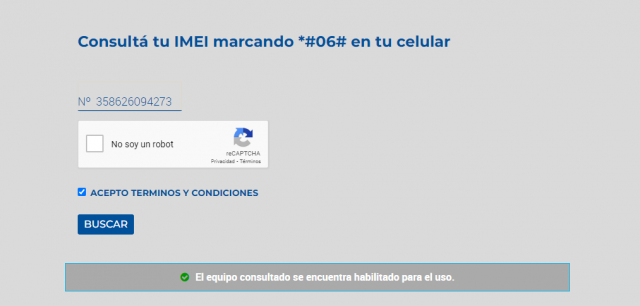 Consultá tu IMEI marcando *#06# en tu celular
Nº 358626094273
No soy un robot
reCAPTCHA
Privacidad - Términos
ACEPTO TERMINOS Y CONDICIONES
BUSCAR
El equipo consultado se encuentra habilitado para el uso.